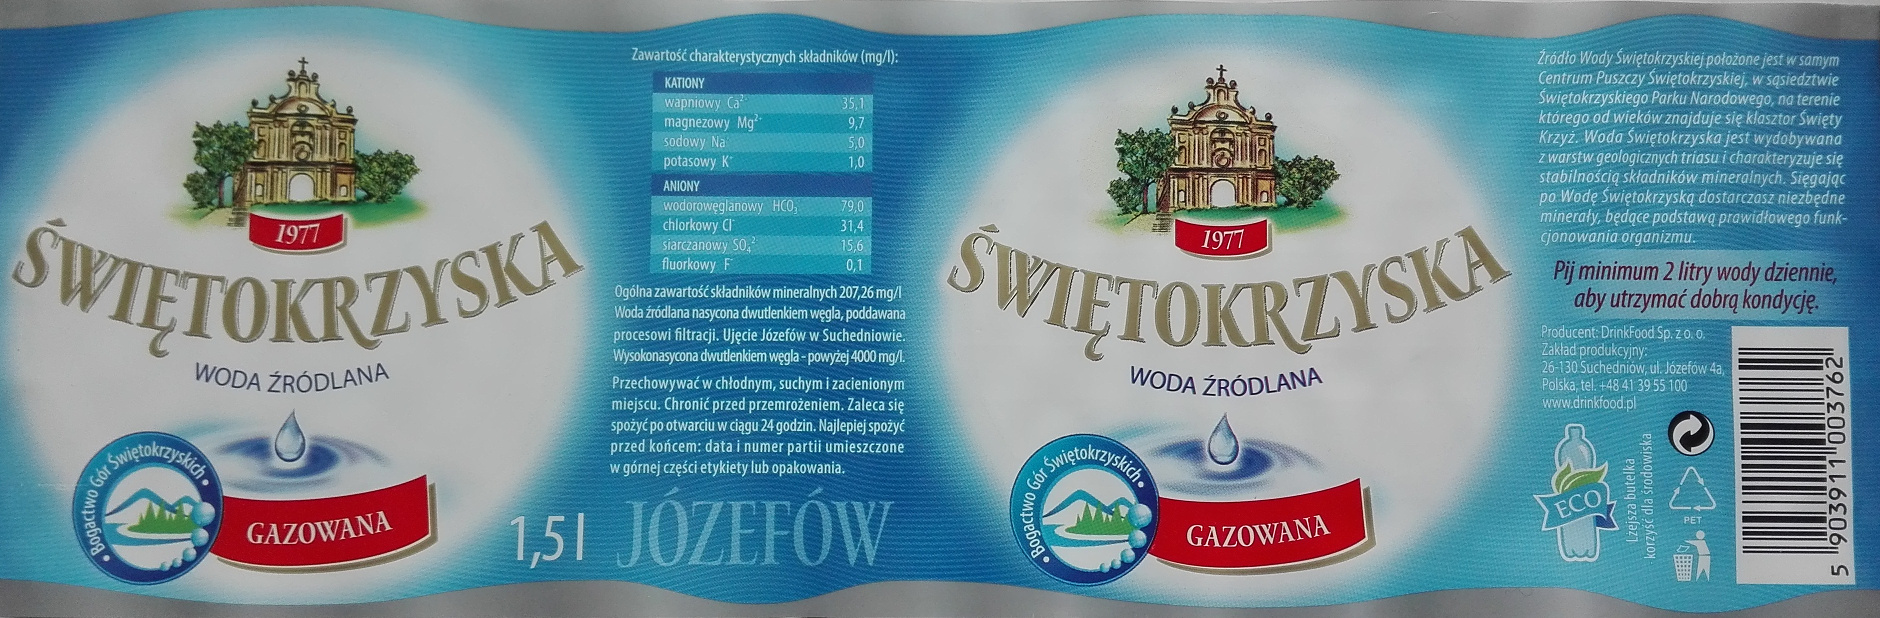 1977
ŚWIĘTOKRZYSKA
WODA ŹRÓDLANA
• Bogactwo Gór Świętokrzyskich •
GAZOWANA
1,5 l
Zawartość charakterystycznych składników (mg/l):
KATIONY
wapniowy Ca²⁺ 35,1
magnezowy Mg²⁺ 9,7
sodowy Na⁺ 5,0
potasowy K⁺ 1,0
ANIONY
wodorowęglanowy HCO₃⁻ 79,0
chlorkowy Cl⁻ 31,4
siarczanowy SO₄²⁻ 15,6
fluorkowy F⁻ 0,1
Ogólna zawartość składników mineralnych 207,26 mg/l
Woda źródlana nasycona dwutlenkiem węgla, poddawana
procesowi filtracji. Ujęcie Józefów w Suchedniowie.
Wysokonasycona dwutlenkiem węgla - powyżej 4000 mg/l.
Przechowywać w chłodnym, suchym i zacienionym
miejscu. Chronić przed przemrożeniem. Zaleca się
spożyć po otwarciu w ciągu 24 godzin. Najlepiej spożyć
przed końcem: data i numer partii umieszczone
w górnej części etykiety lub opakowania.
JÓZEFÓW
1977
ŚWIĘTOKRZYSKA
WODA ŹRÓDLANA
• Bogactwo Gór Świętokrzyskich •
GAZOWANA
Źródło Wody Świętokrzyskiej położone jest w samym
Centrum Puszczy Świętokrzyskiej, w sąsiedztwie
Świętokrzyskiego Parku Narodowego, na terenie
którego od wieków znajduje się klasztor Święty
Krzyż. Woda Świętokrzyska jest wydobywana
z warstw geologicznych triasu i charakteryzuje się
stabilnością składników mineralnych. Sięgając
po Wodę Świętokrzyską dostarczasz niezbędne
minerały, będące podstawą prawidłowego funk-
cjonowania organizmu.
Pij minimum 2 litry wody dziennie,
aby utrzymać dobrą kondycję.
Producent: DrinkFood Sp. z o. o.
Zakład produkcyjny:
26-130 Suchedniów, ul. Józefów 4a,
Polska, tel. +48 41 39 55 100
www.drinkfood.pl
ECO
Lżejsza butelka
korzyść dla środowiska
PET
5 903911 003762